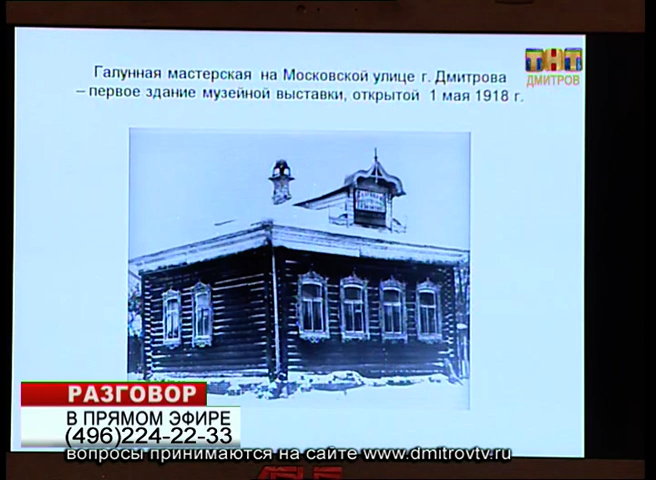 Галунная мастерская на Московской улице г. Дмитрова
– первое здание музейной выставки, открытой 1 мая 1918 г.
ТНТ
ДМИТРОВ
РАЗГОВОР
В ПРЯМОМ ЭФИРЕ
(496)224-22-33
вопросы принимаются на сайте www.dmitrovtv.ru